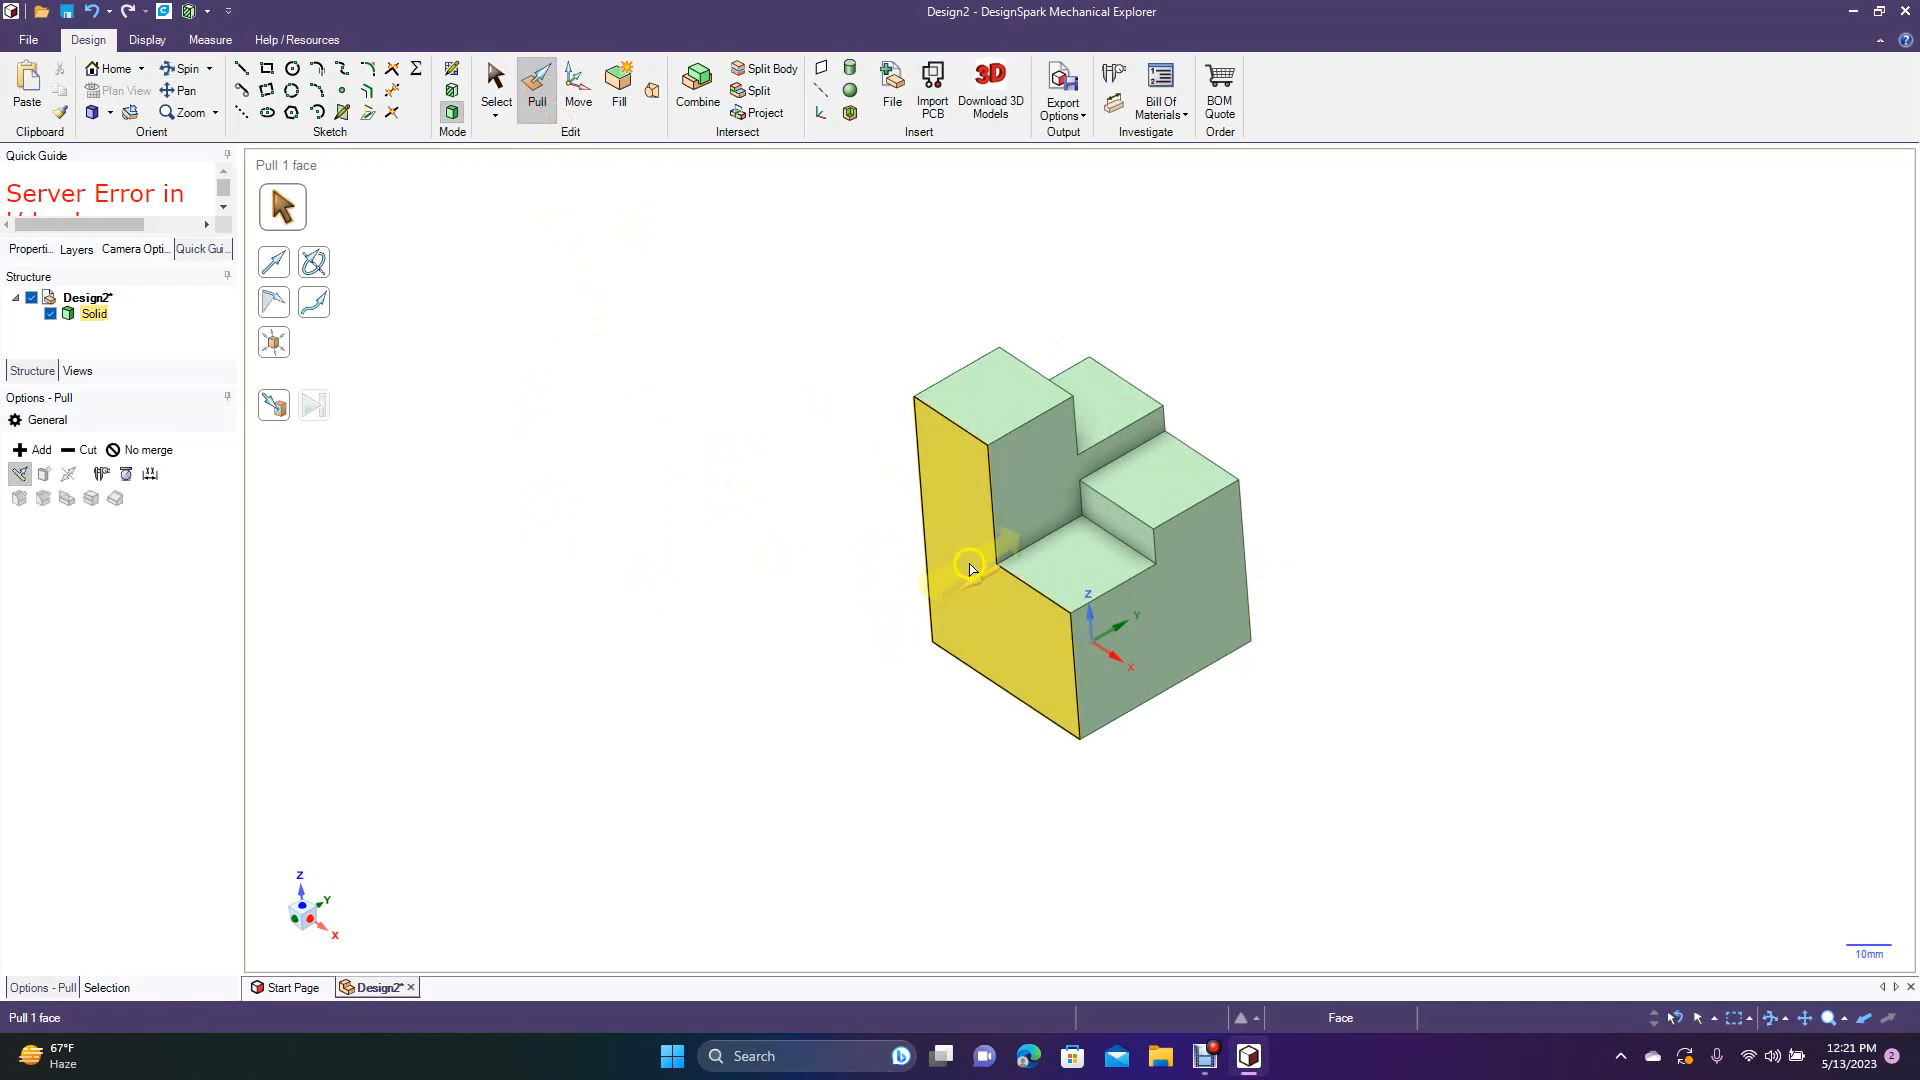 Design2 - DesignSpark Mechanical Explorer
File Design Display Measure Help / Resources
Paste Home Spin Select Pull Move Fill Combine Split Body File Import PCB Download 3D Models Export Options Bill Of Materials BOM Quote
Plan View Pan Split
Zoom Project
3D
Clipboard Orient Sketch Mode Edit Intersect Insert Output Investigate Order
Quick Guide
Server Error in
Properti... Layers Camera Opti... Quick Gui...
Structure
Design2*
Solid
Structure Views
Options - Pull
General
Add Cut No merge
Pull 1 face
Z
Y
X
Z
Y
X
10mm
Options - Pull Selection
Start Page Design2*
Pull 1 face Face
67°F
Haze
Search
12:21 PM
5/13/2023
2